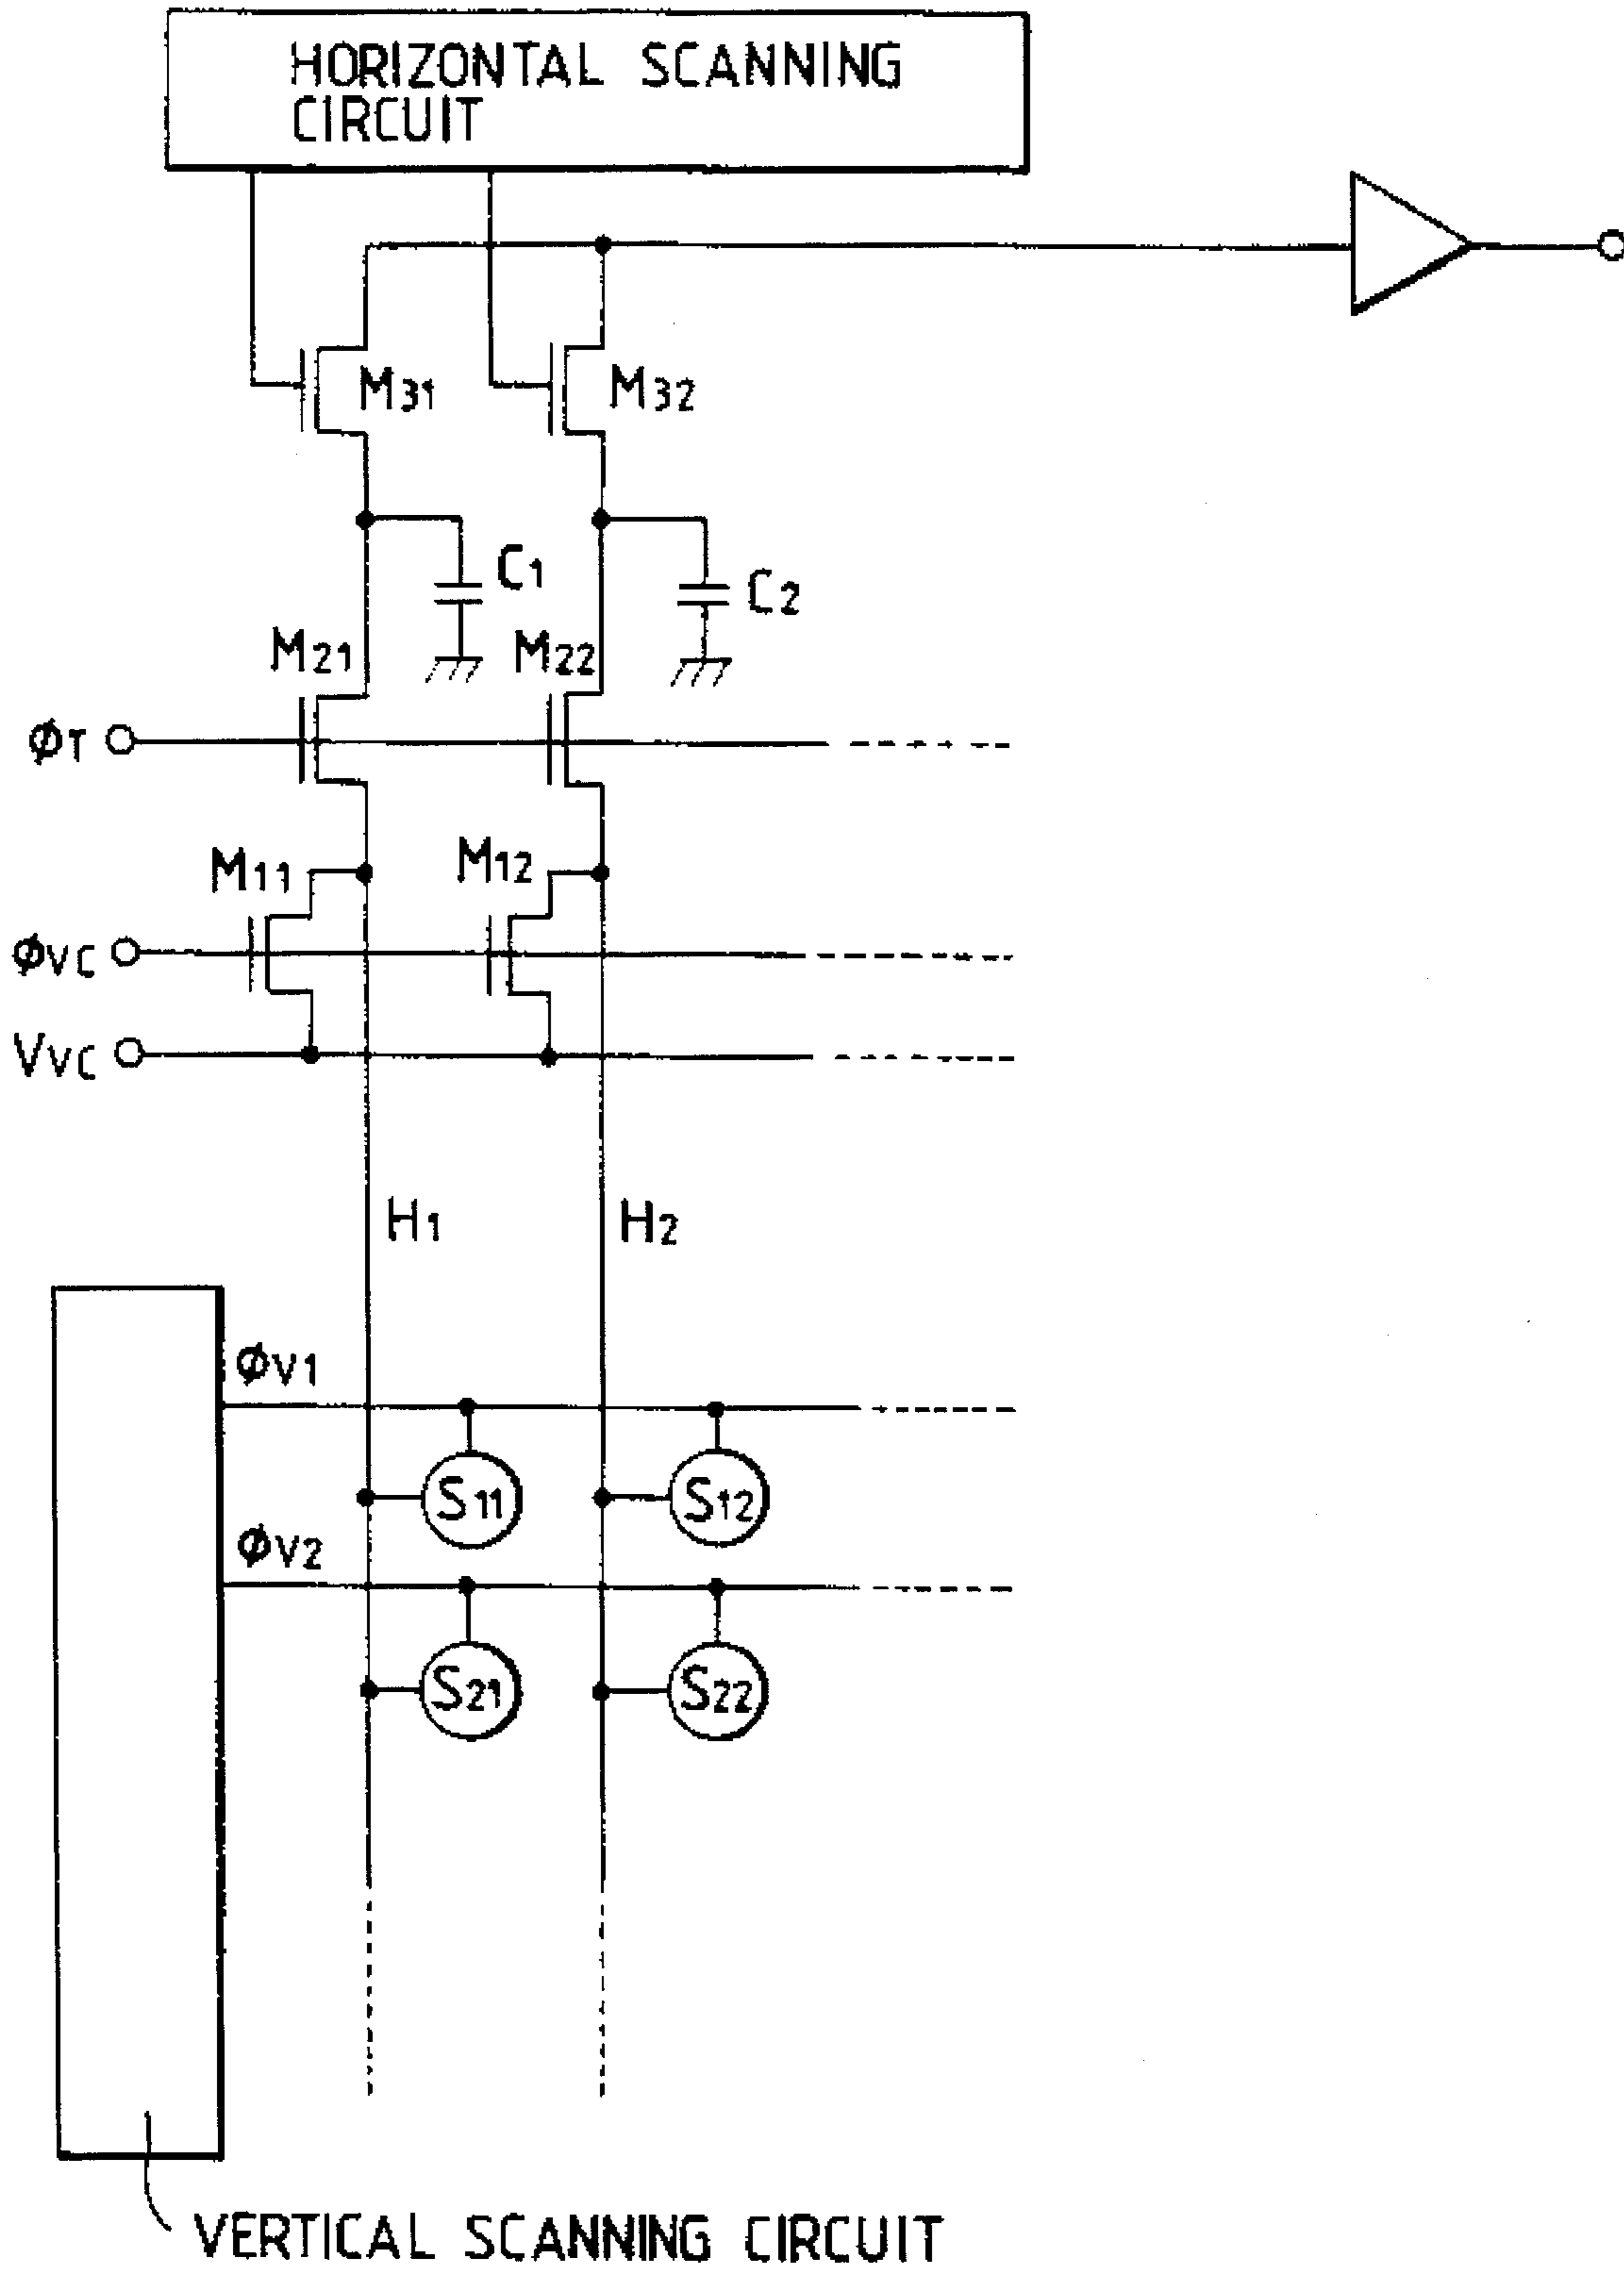 HORIZONTAL SCANNING
CIRCUIT
M31
M32
C1
C2
M21
M22
ϕT
M11
M12
ϕVC
VVC
H1
H2
ϕV1
S11
S12
ϕV2
S21
S22
VERTICAL SCANNING CIRCUIT